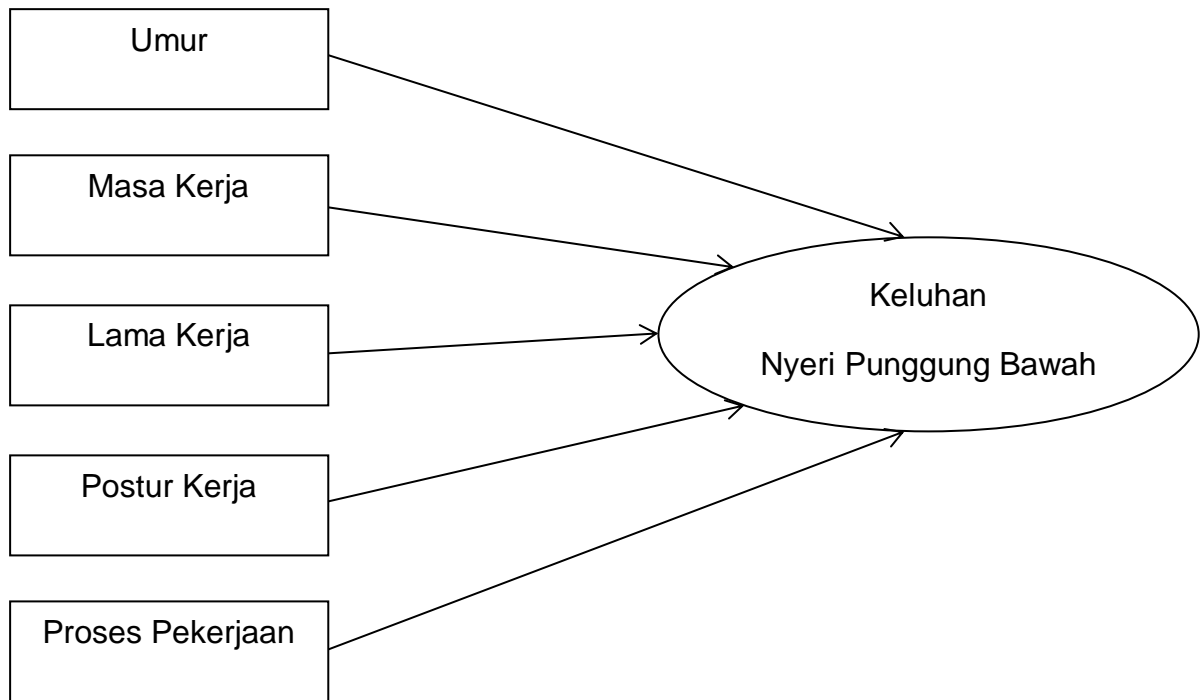 Umur
Masa Kerja
Lama Kerja
Postur Kerja
Proses Pekerjaan
Keluhan
Nyeri Punggung Bawah